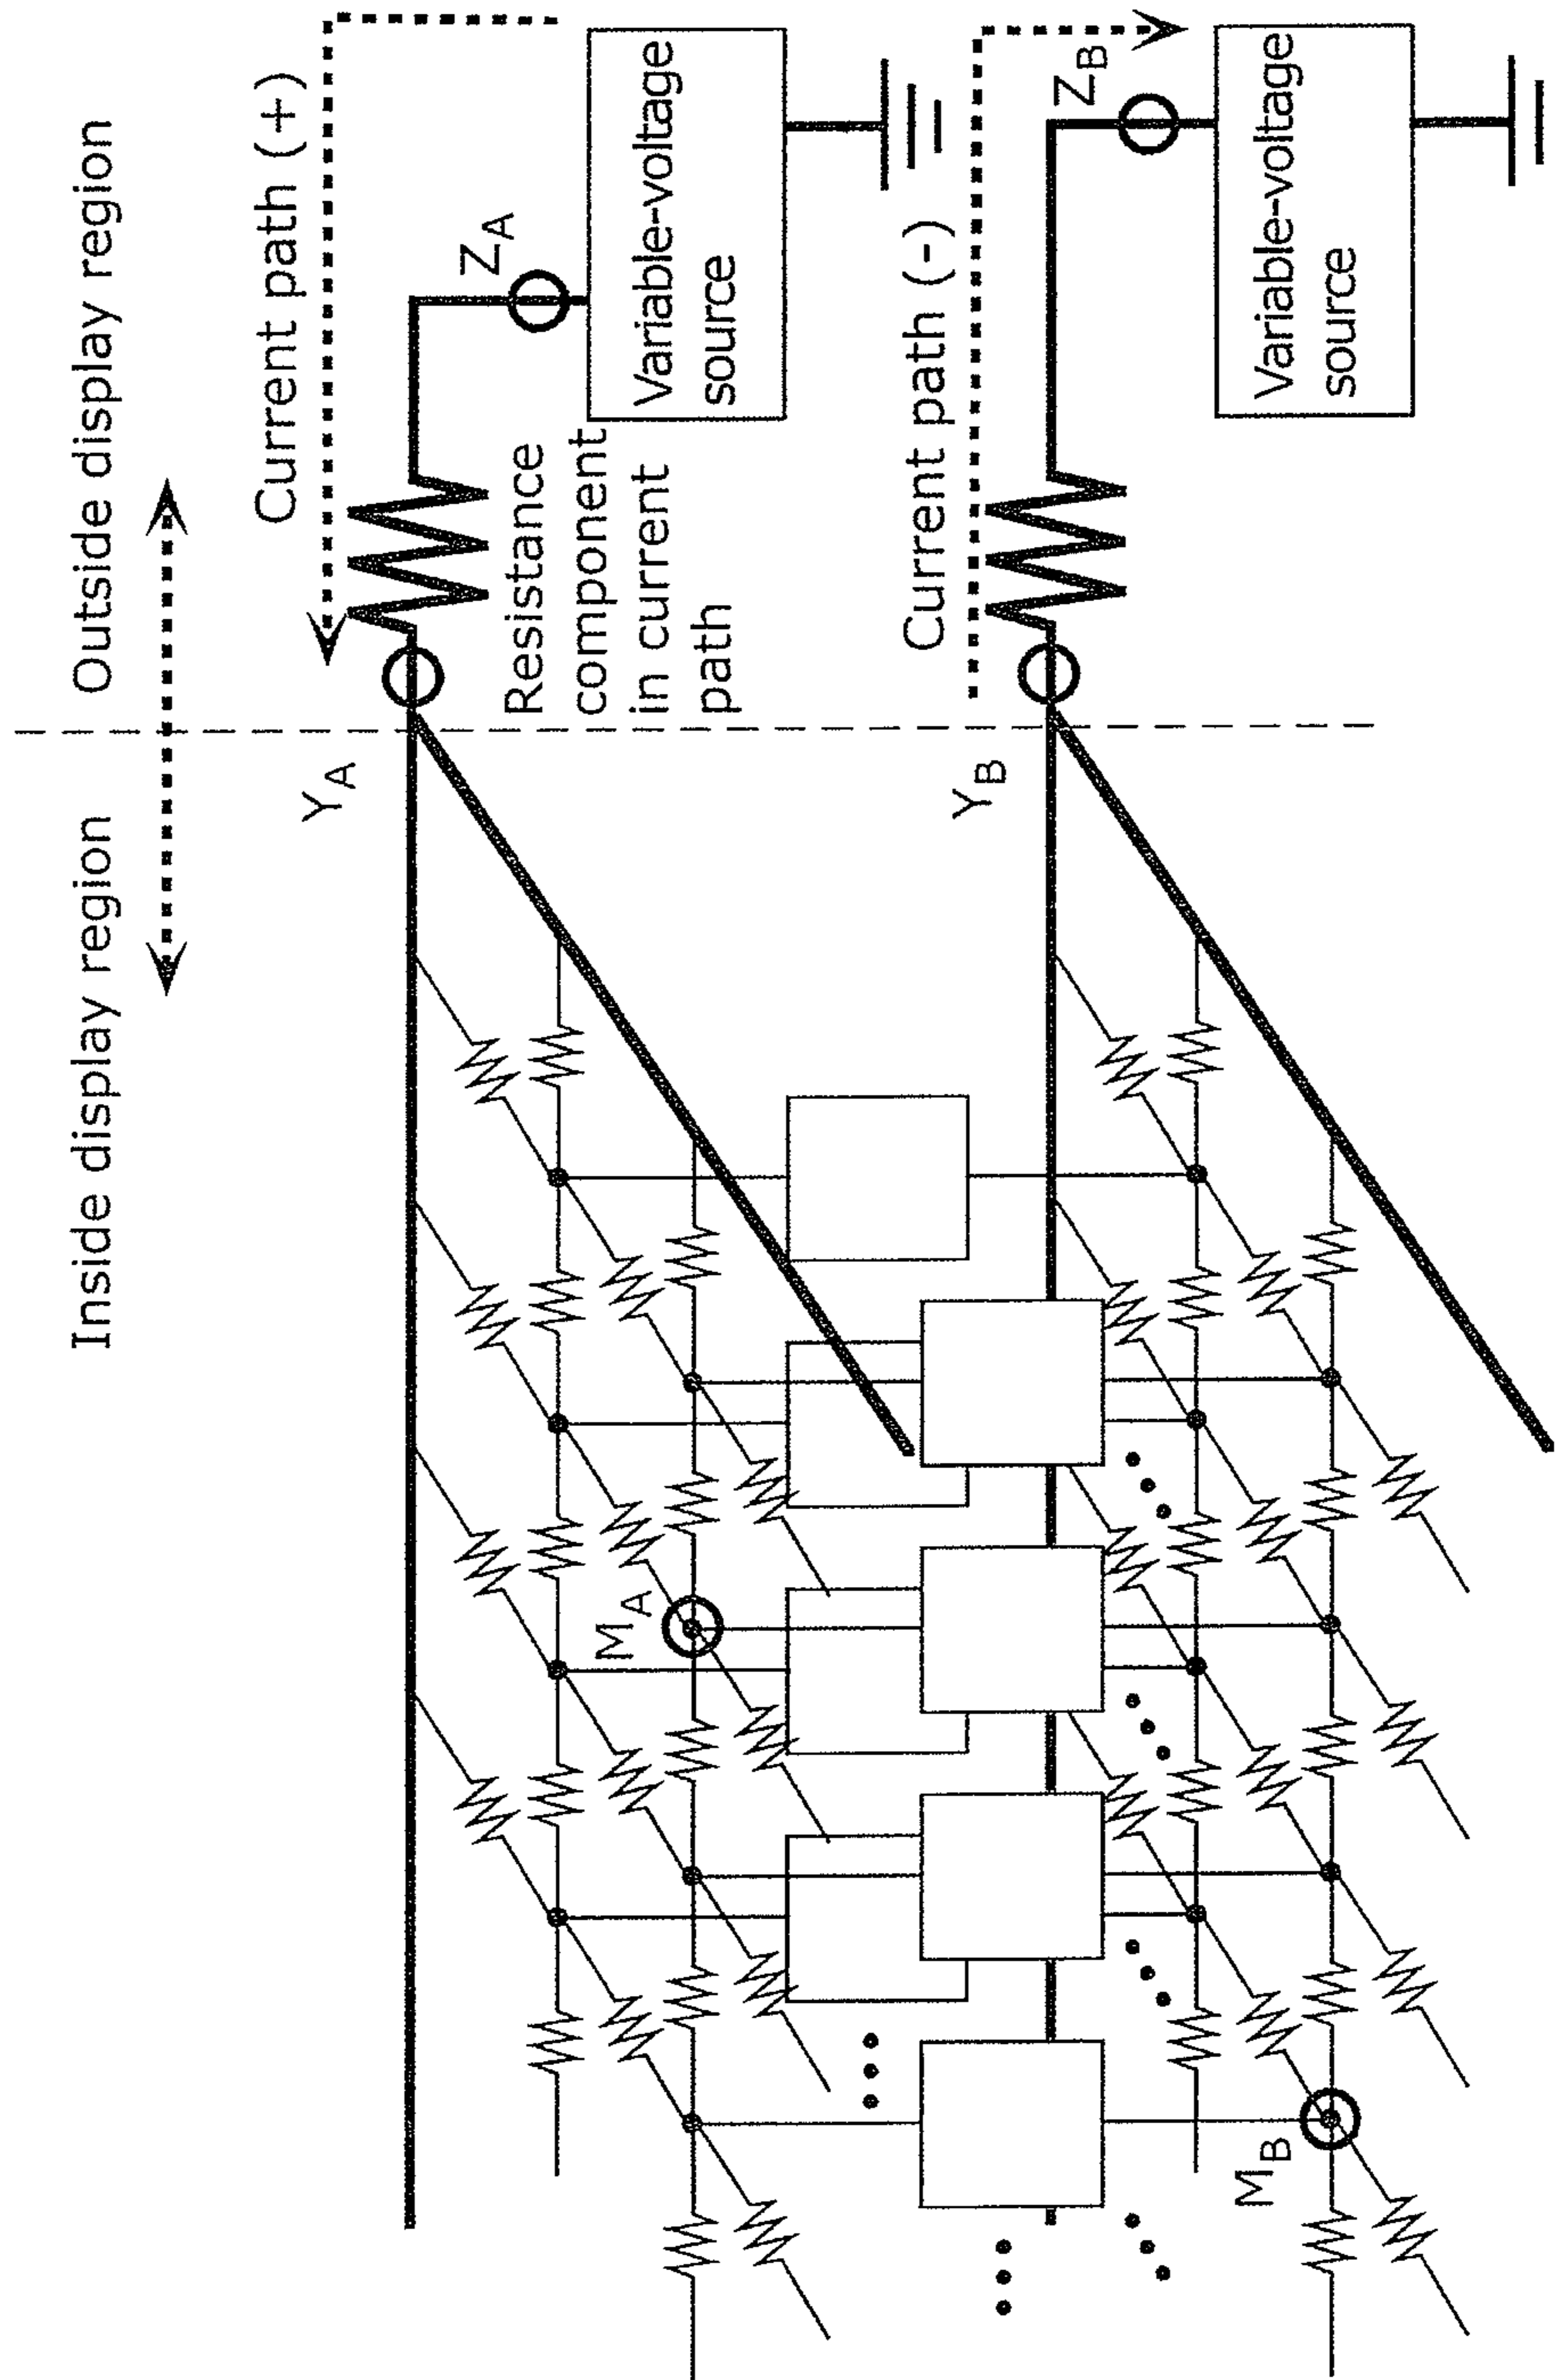 Inside display region
Outside display region
Current path (+)
Y_A
Z_A
Resistance
component
in current
path
Variable-voltage
source
M_A
Current path (-)
Y_B
Z_B
Variable-voltage
source
M_B